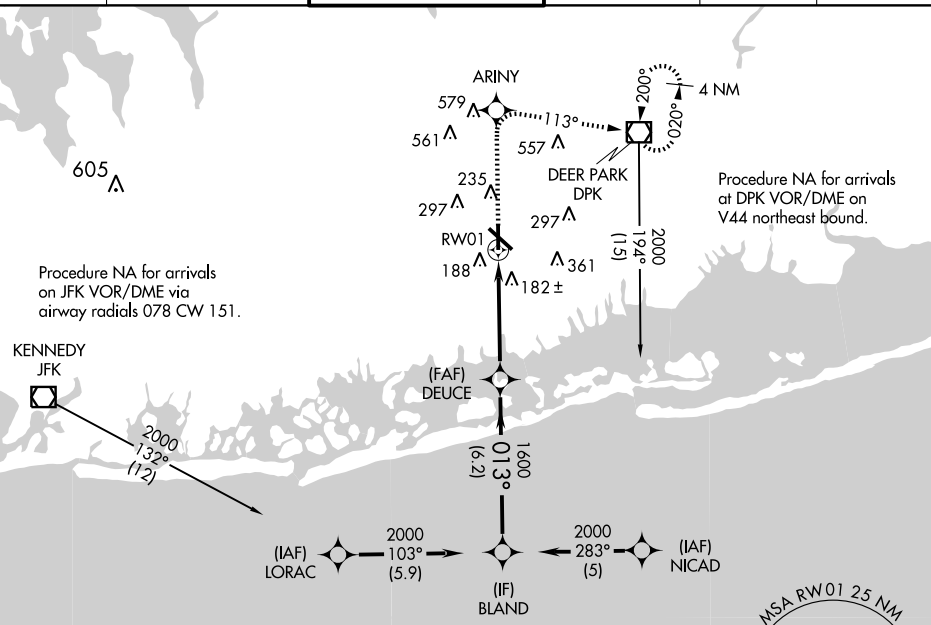 ARINY
579
561
113°
557
200°
020°
4 NM
DEER PARK
DPK
605
235
297
297
RW01
188
182 ±
361
Procedure NA for arrivals
at DPK VOR/DME on
V44 northeast bound.
2000
194°
(15)
Procedure NA for arrivals
on JFK VOR/DME via
airway radials 078 CW 151.
KENNEDY
JFK
2000
132°
(12)
(FAF)
DEUCE
1600
013°
(6.2)
(IAF)
LORAC
2000
103°
(5.9)
(IF)
BLAND
2000
283°
(5)
(IAF)
NICAD
MSA RW01 25 NM